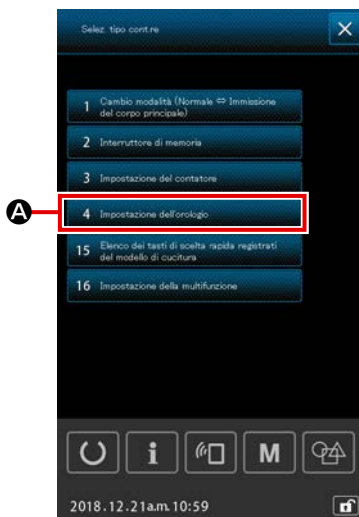 Selez. tipo cont.re
1 Cambio modalità (Normale ⇔ Immissione
del corpo principale)
2 Interruttore di memoria
3 Impostazione del contatore
A
4 Impostazione dell'orologio
15 Elenco dei tasti di scelta rapida registrati
del modello di cucitura
16 Impostazione della multifunzione
i M
2018.12.21a.m.10:59